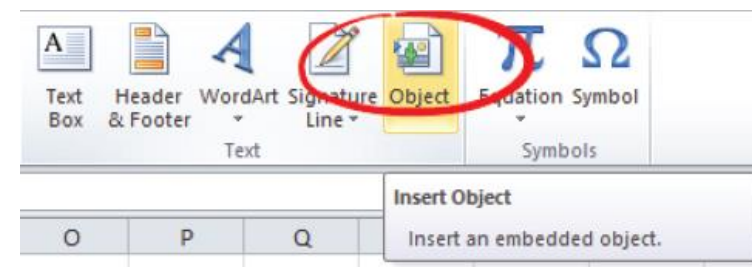 A
π Ω
Text Box
Header & Footer
WordArt
Signature Line
Object
Equation
Symbol
Text
Symbols
Insert Object
Insert an embedded object.
O P Q